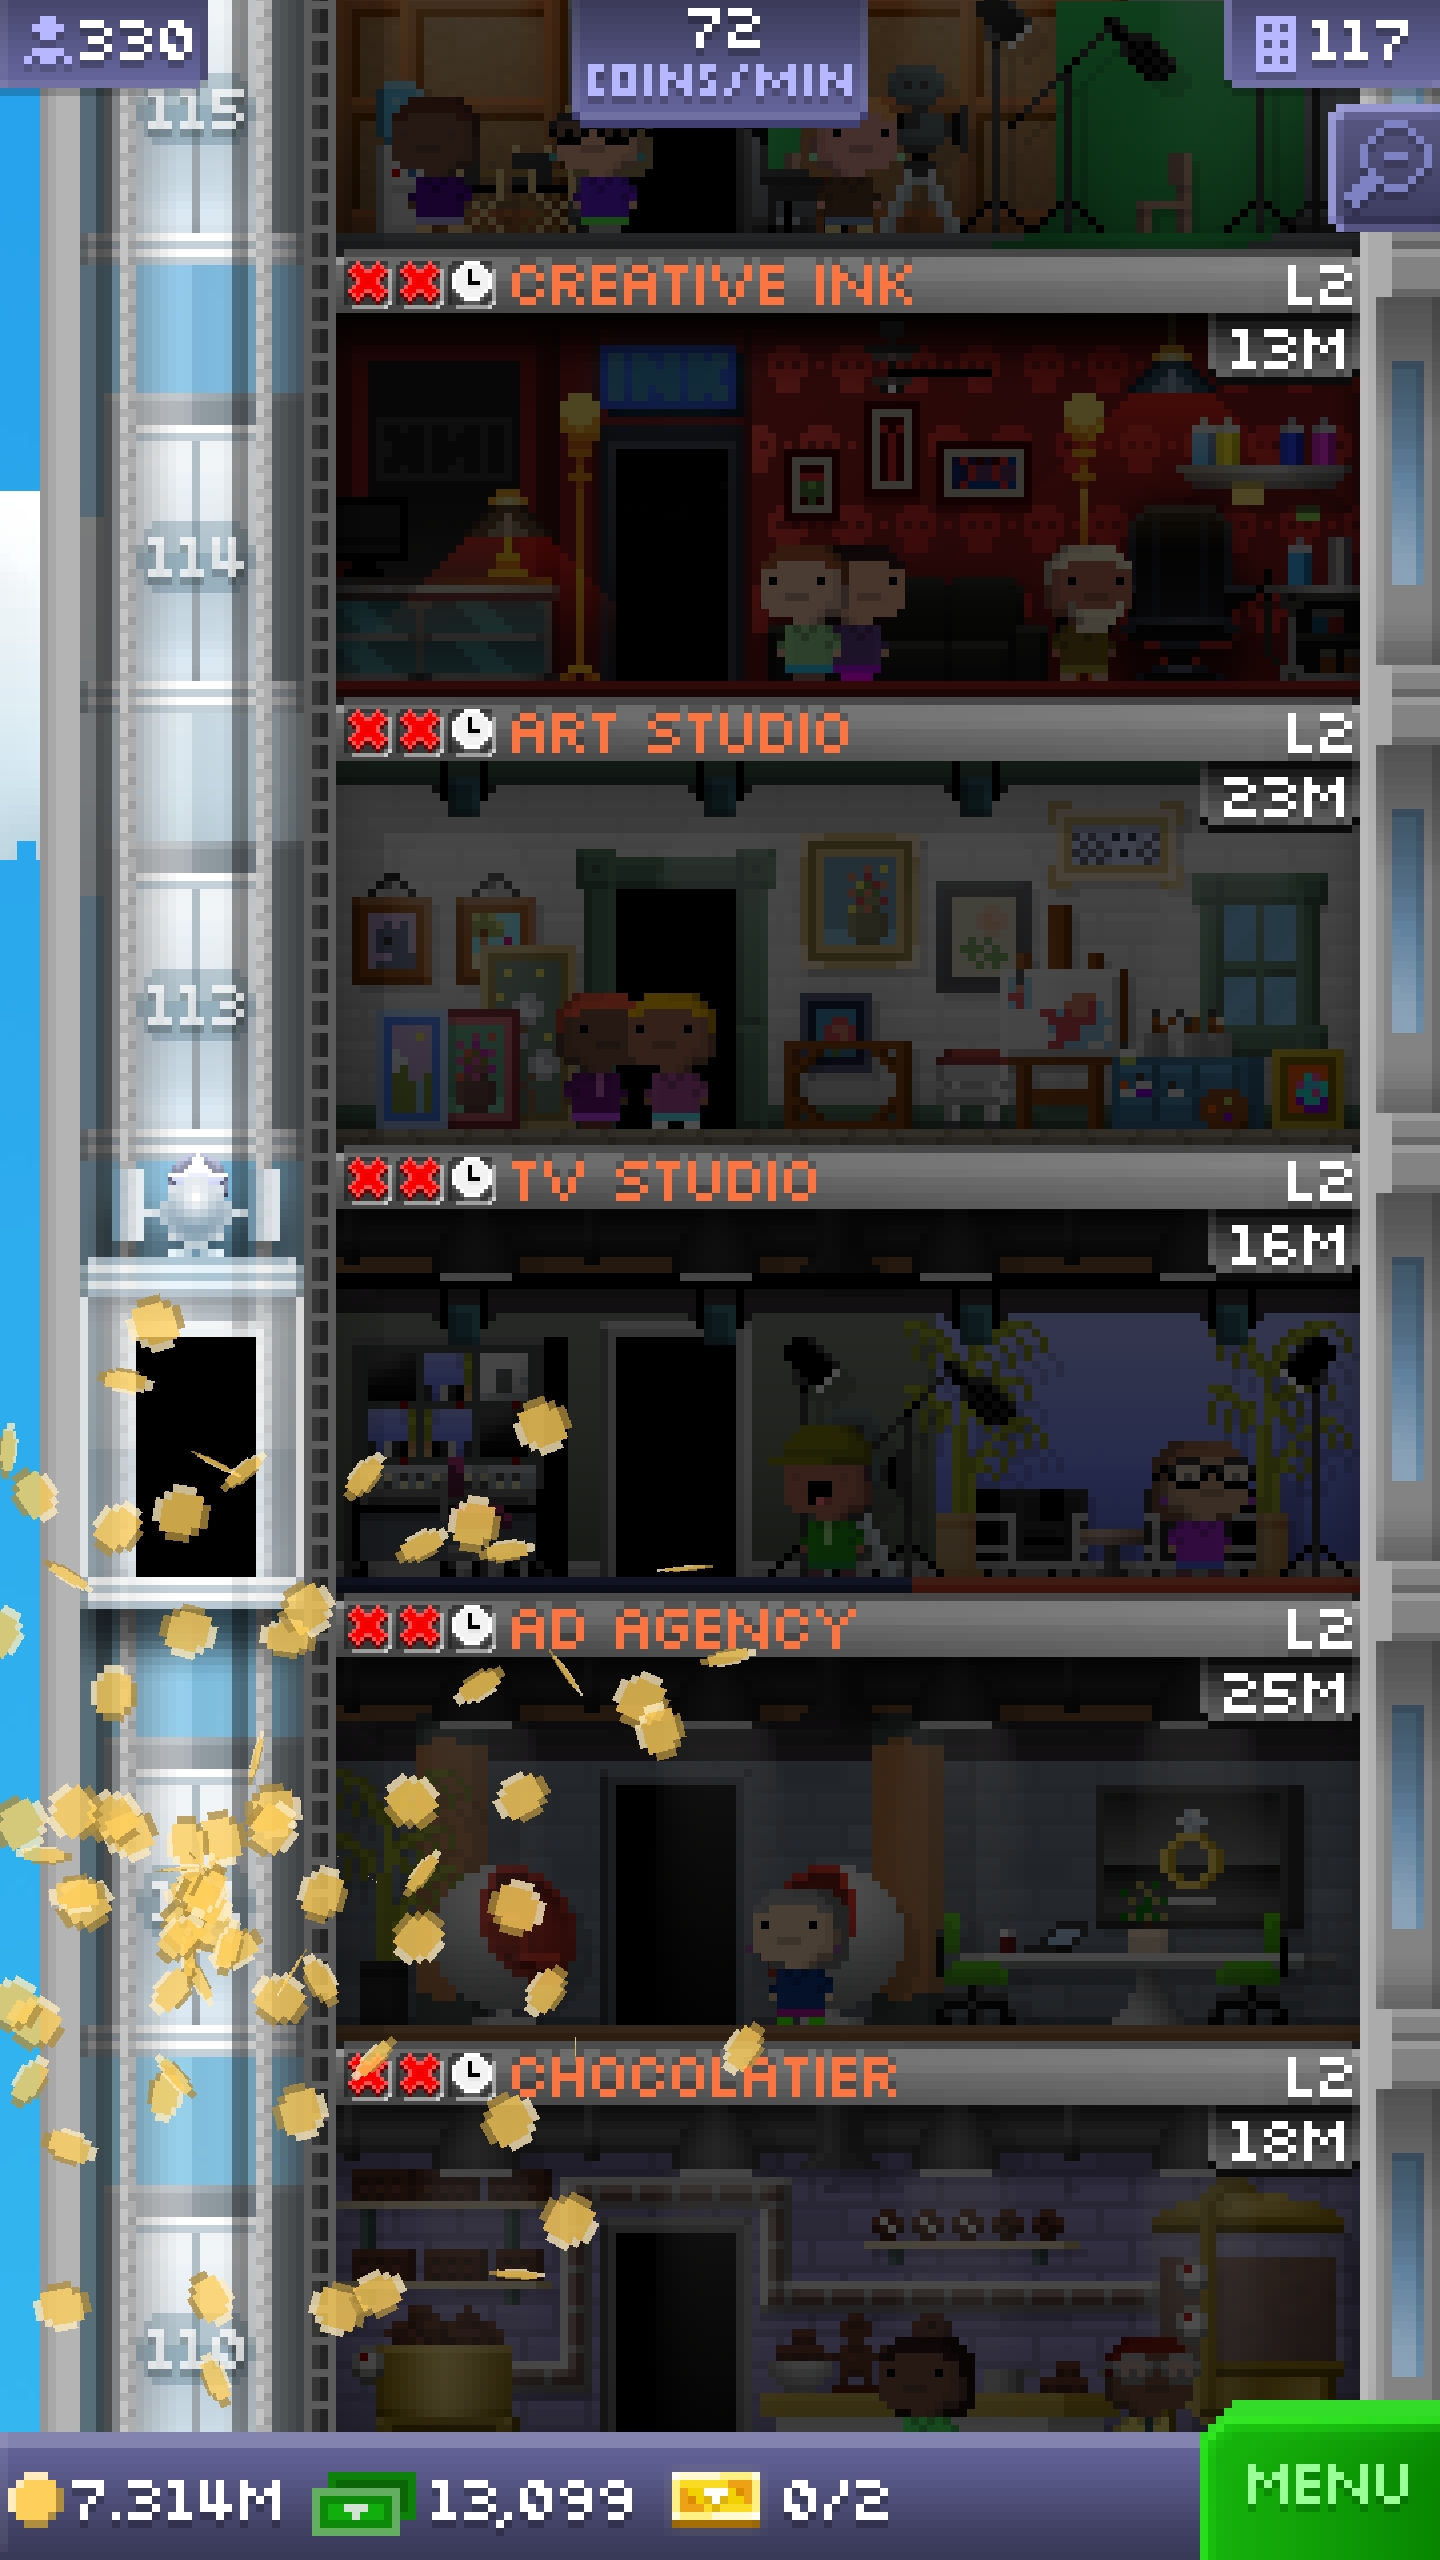 330
72
COINS/MIN
117
115
CREATIVE INK L2
13M
INK
114
ART STUDIO L2
23M
113
TV STUDIO L2
16M
AD AGENCY L2
25M
CHOCOLATIER L2
18M
110
7.314M 13,099 0/2
MENU